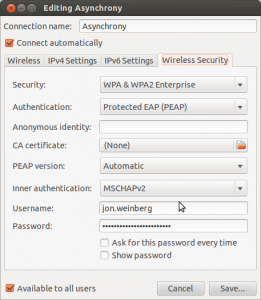 Editing Asynchrony
Connection name: Asynchrony
Connect automatically
Wireless IPv4 Settings IPv6 Settings Wireless Security
Security: WPA & WPA2 Enterprise
Authentication: Protected EAP (PEAP)
Anonymous identity:
CA certificate: (None)
PEAP version: Automatic
Inner authentication: MSCHAPv2
Username: jon.weinberg
Password: ••••••••••••••••••••••••
Ask for this password every time
Show password
Available to all users Cancel Save...